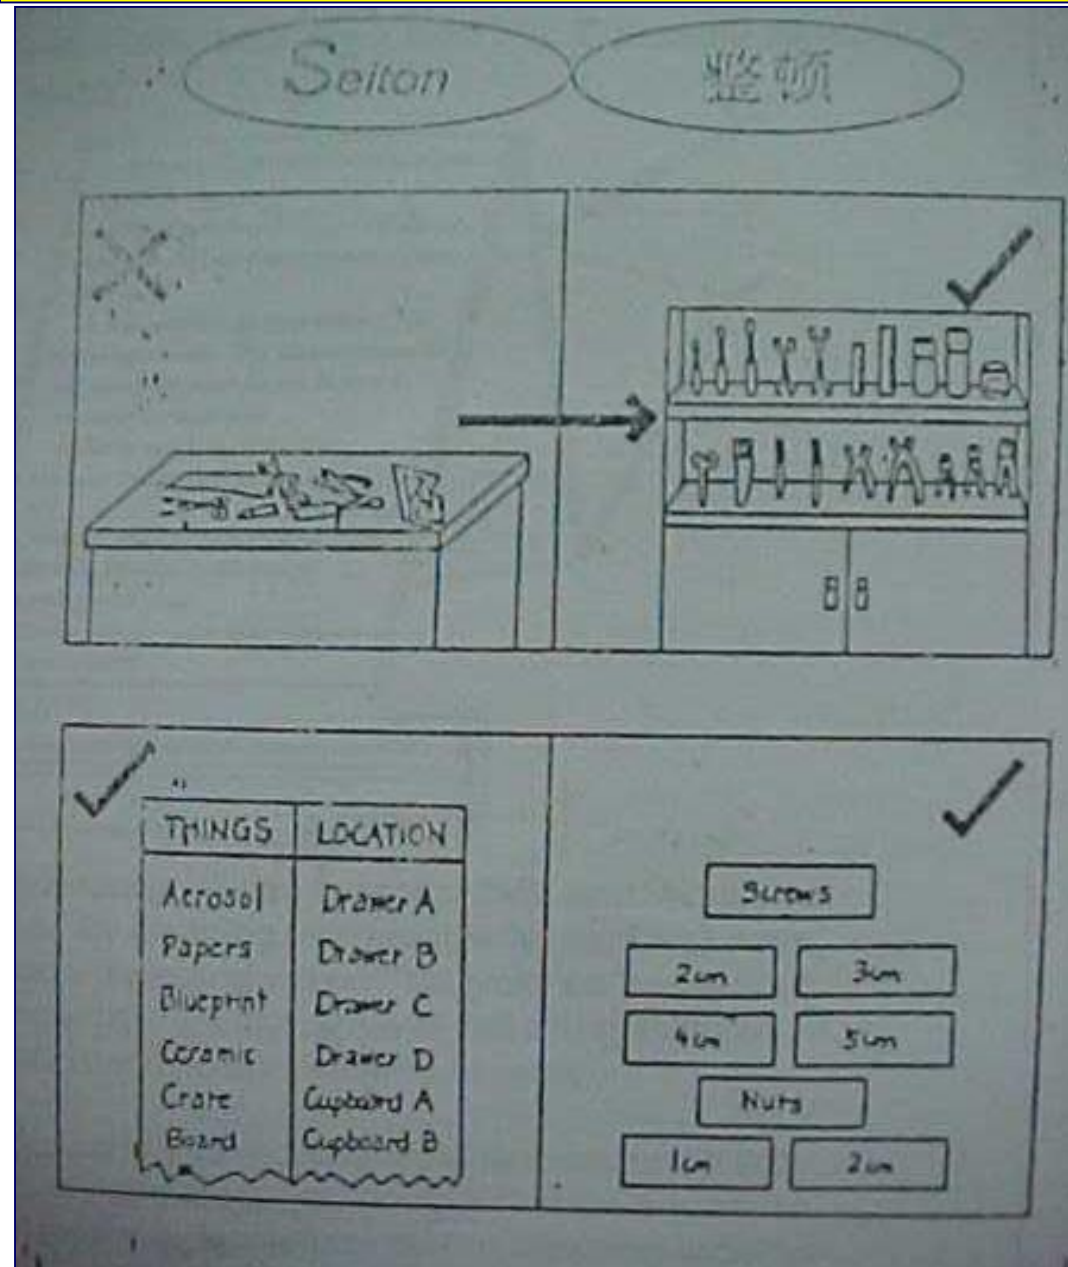 Seiton 整顿
THINGS LOCATION
Aerosol Drawer A
Papers Drawer B
Blueprint Drawer C
Ceramic Drawer D
Crate Cupboard A
Board Cupboard B
Screws
2cm 3cm
4cm 5cm
Nuts
1cm 2cm